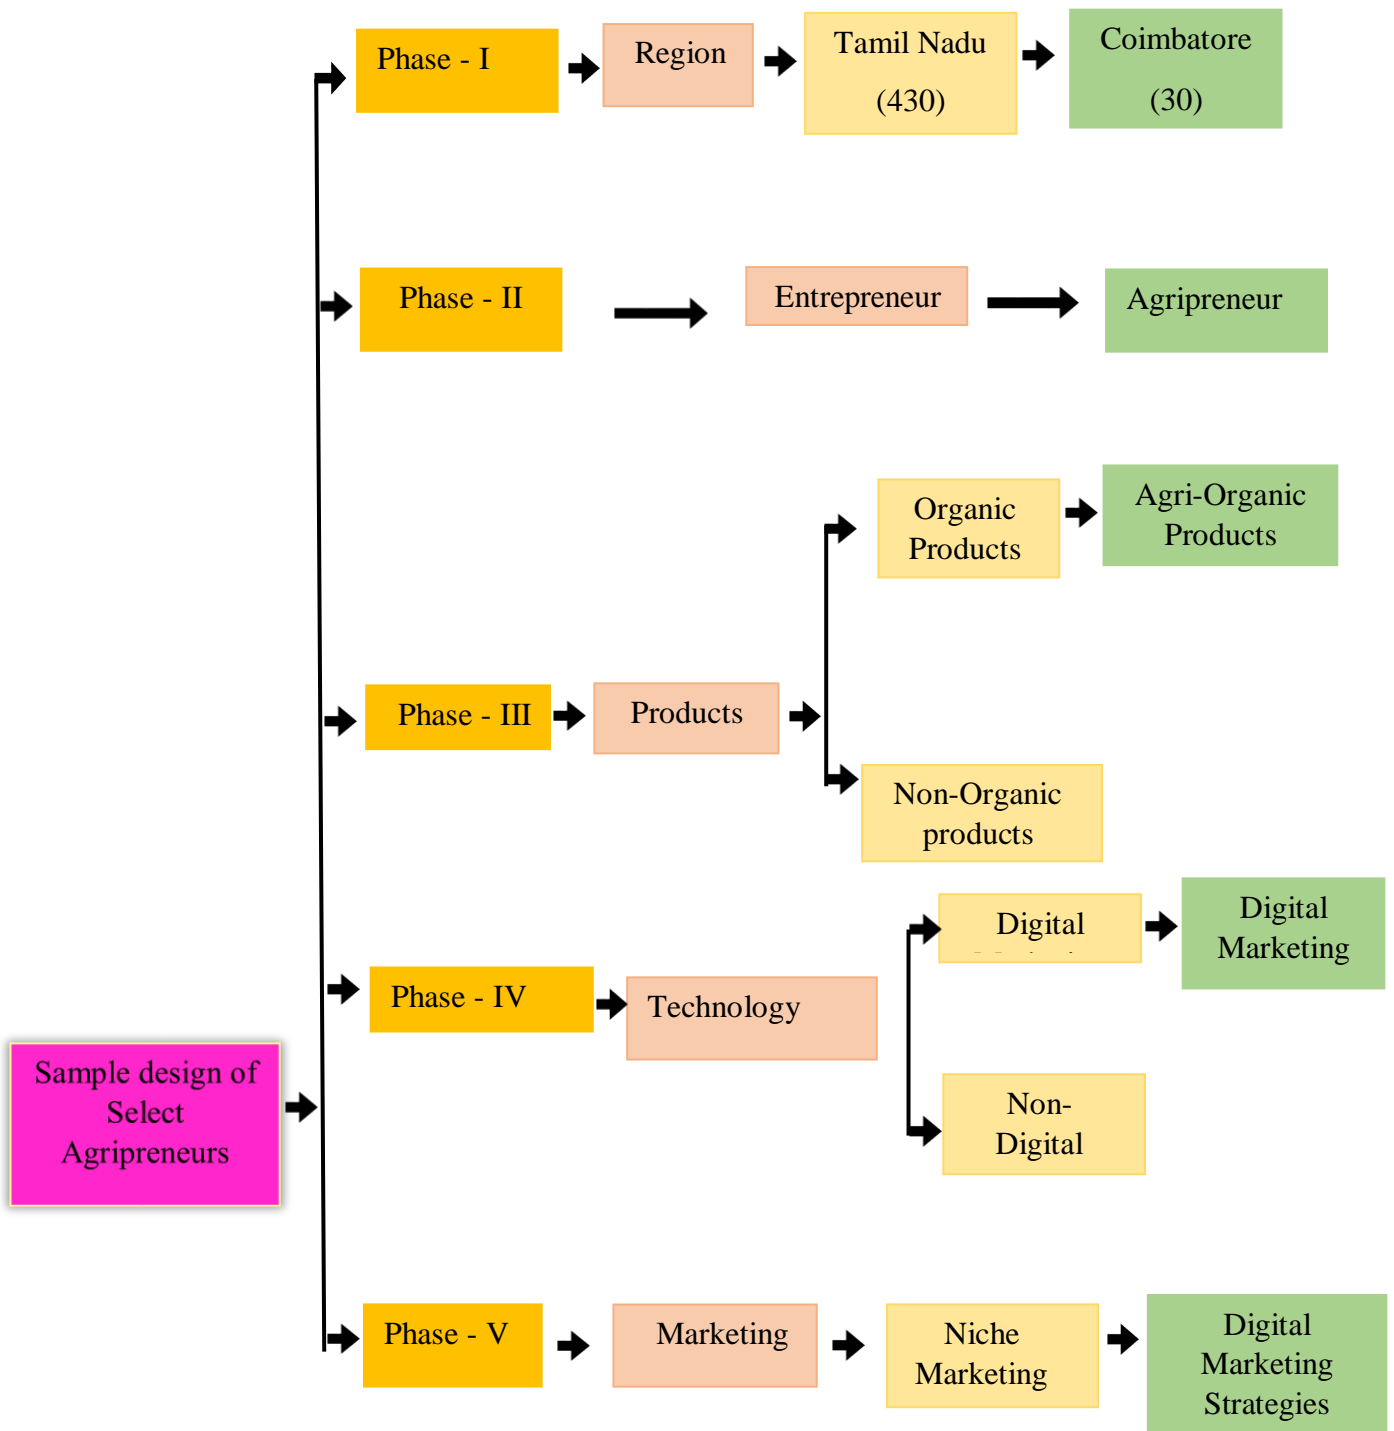 Phase - I
Region
Tamil Nadu
(430)
Coimbatore
(30)
Phase - II
Entrepreneur
Agripreneur
Phase - III
Products
Organic
Products
Agri-Organic
Products
Non-Organic
products
Phase - IV
Technology
Digital
Digital
Marketing
Non-
Digital
Sample design of
Select
Agripreneurs
Phase - V
Marketing
Niche
Marketing
Digital
Marketing
Strategies